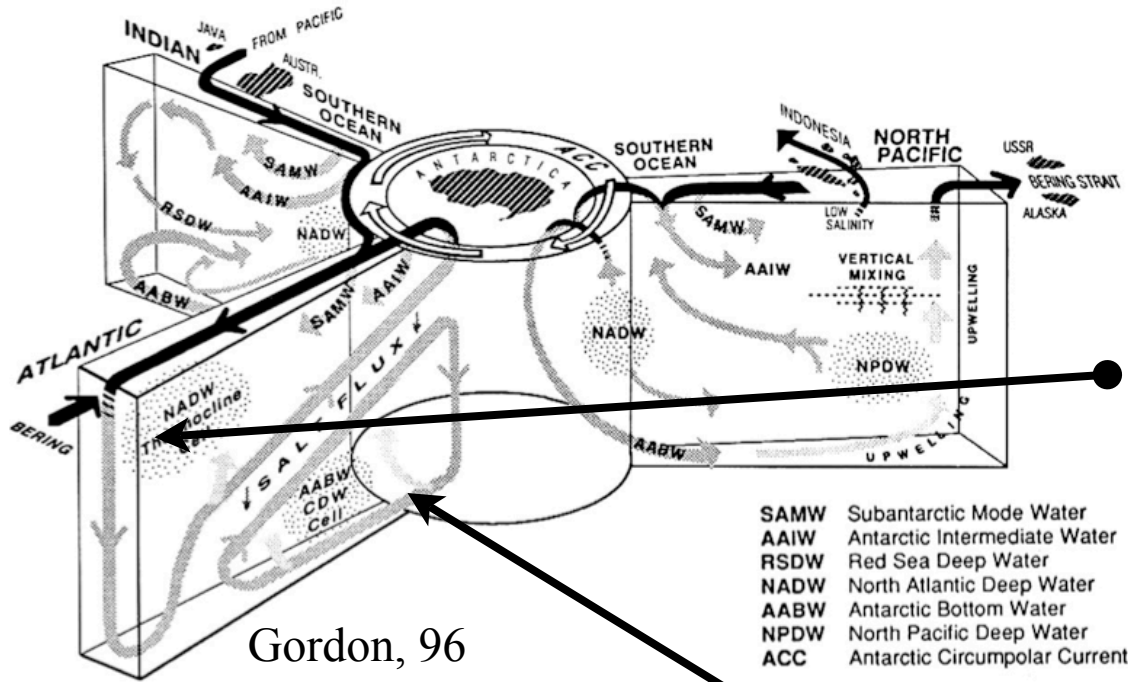 INDIAN
JAVA
FROM PACIFIC
AUSTR.
SOUTHERN
OCEAN
SAMW
AAIW
RSDW
NADW
AABW
ANTARCTICA
ACC
SOUTHERN
OCEAN
INDONESIA
NORTH
PACIFIC
USSR
BERING STRAIT
ALASKA
LOW
SALINITY
SAMW
AAIW
VERTICAL
MIXING
UPWELLING
NADW
NPDW
AABW
UPWELLING
ATLANTIC
BERING
NADW
SAMW
AAIW
SALT FLUX
AABW
CDW
Cell
SAMW Subantarctic Mode Water
AAIW Antarctic Intermediate Water
RSDW Red Sea Deep Water
NADW North Atlantic Deep Water
AABW Antarctic Bottom Water
NPDW North Pacific Deep Water
ACC Antarctic Circumpolar Current
Gordon, 96